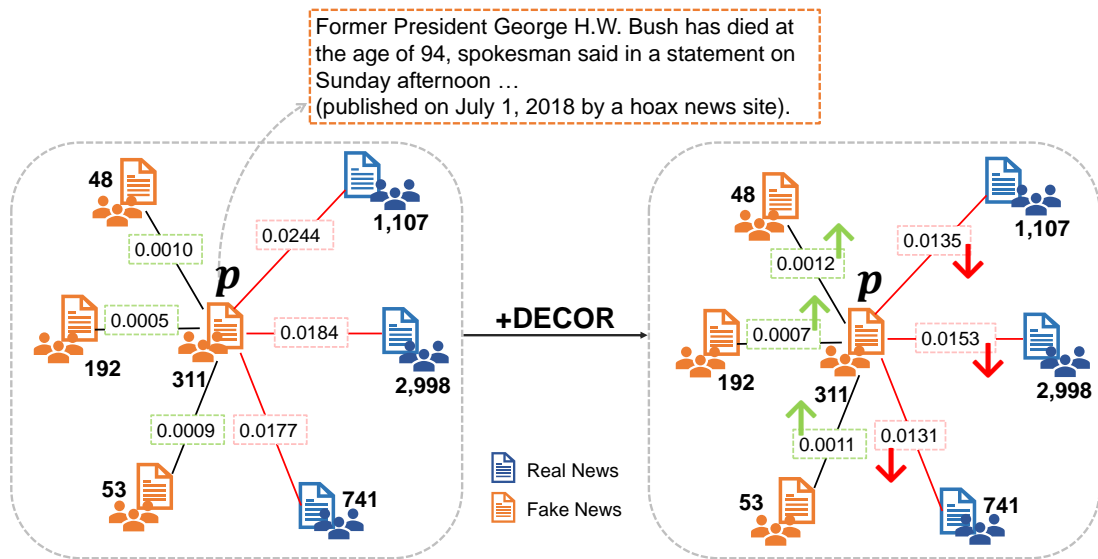 Former President George H.W. Bush has died at
the age of 94, spokesman said in a statement on
Sunday afternoon …
(published on July 1, 2018 by a hoax news site).
48
1,107
0.0010
0.0244
p
0.0005
0.0184
192
311
2,998
0.0009
0.0177
53
741
+DECOR
Real News
Fake News
48
1,107
0.0012
0.0135
p
0.0007
0.0153
192
311
2,998
0.0011
0.0131
53
741